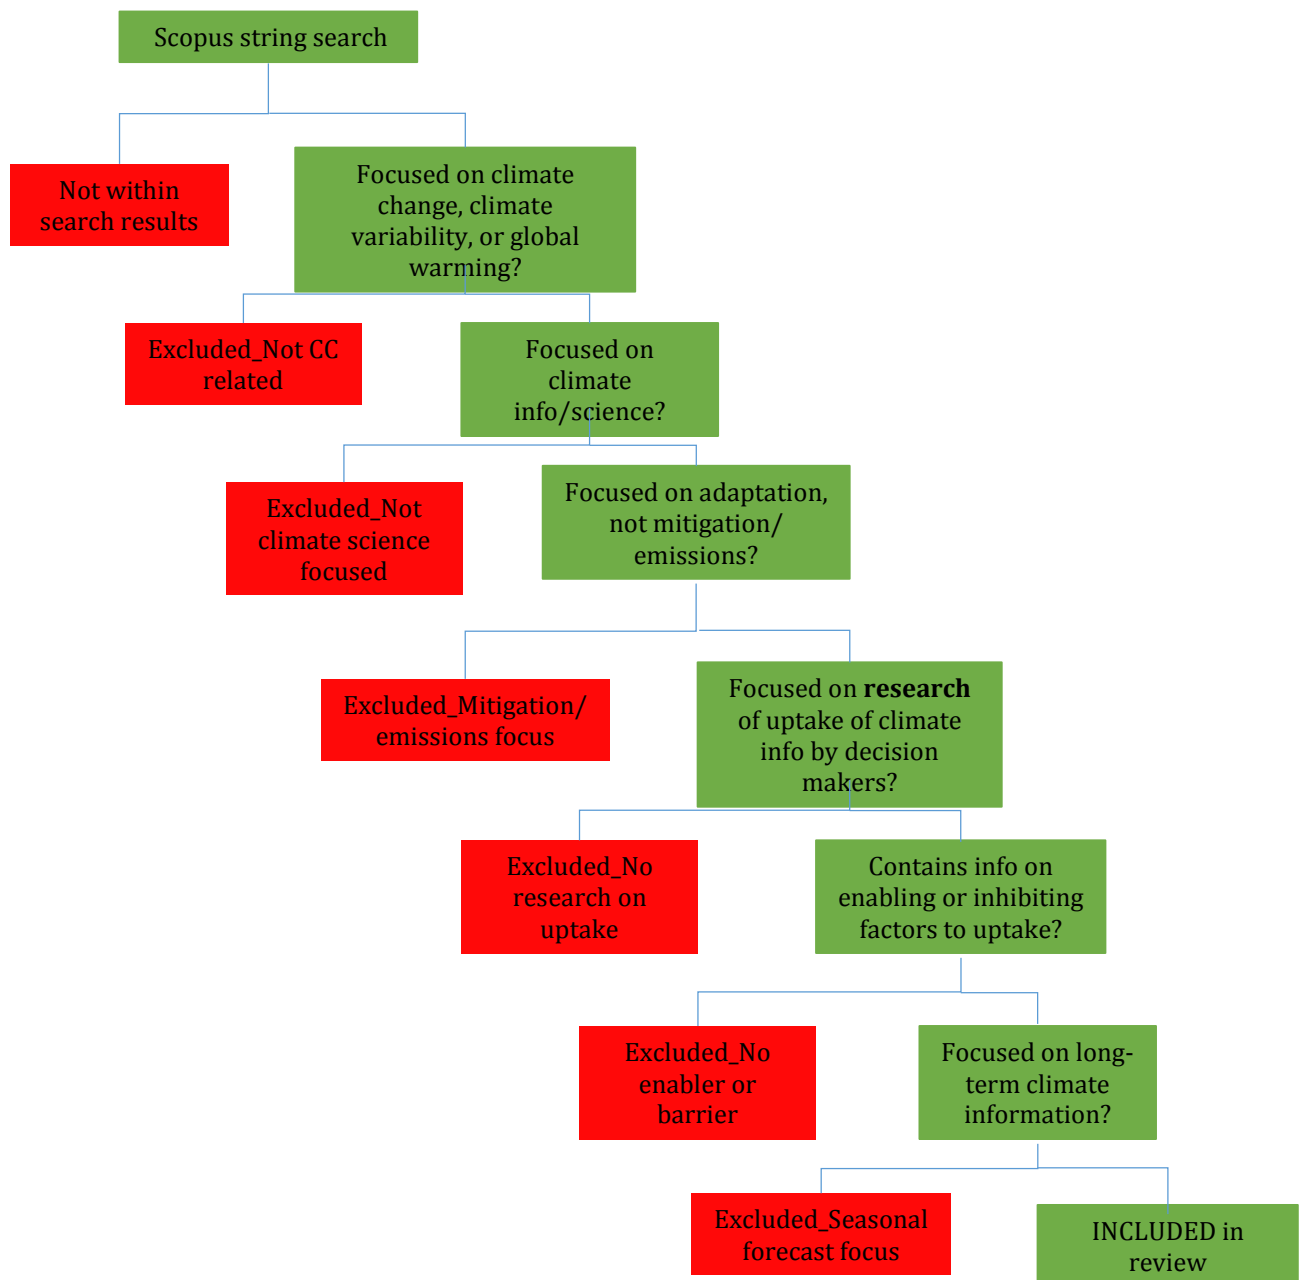 Scopus string search
Not within
search results
Focused on climate
change, climate
variability, or global
warming?
Excluded_Not CC
related
Focused on
climate
info/science?
Excluded_Not
climate science
focused
Focused on adaptation,
not mitigation/
emissions?
Excluded_Mitigation/
emissions focus
Focused on research
of uptake of climate
info by decision
makers?
Excluded_No
research on
uptake
Contains info on
enabling or inhibiting
factors to uptake?
Excluded_No
enabler or
barrier
Focused on long-
term climate
information?
Excluded_Seasonal
forecast focus
INCLUDED in
review